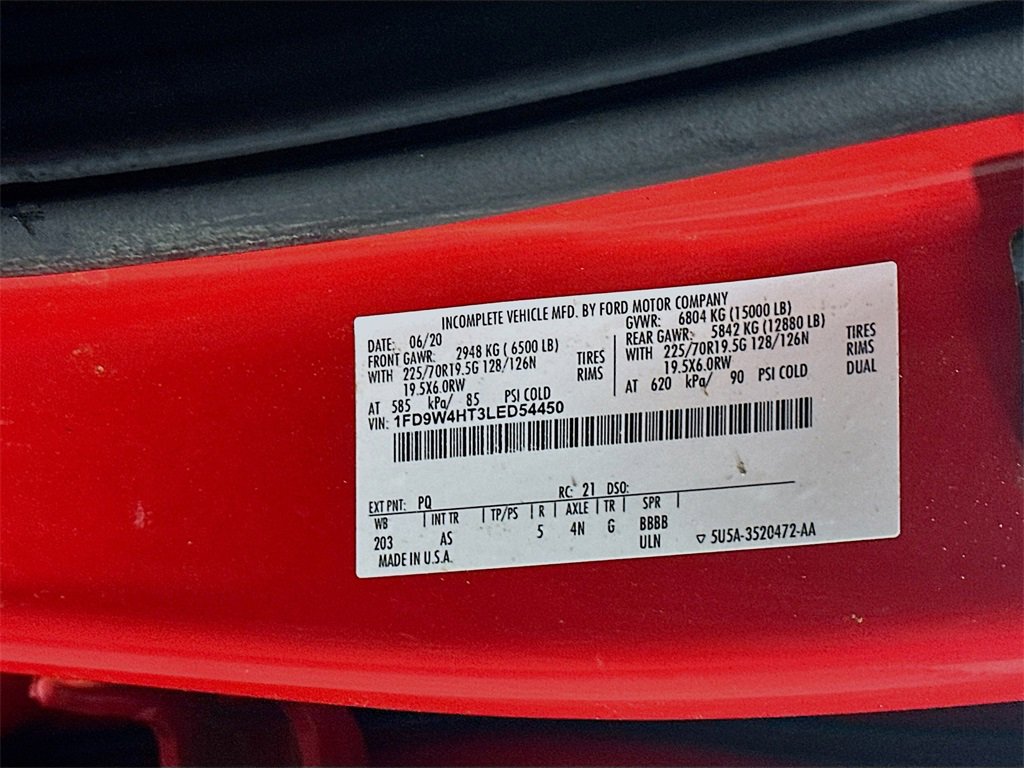 INCOMPLETE VEHICLE MFD. BY FORD MOTOR COMPANY
DATE: 06/20 GVWR: 6804 KG (15000 LB)
FRONT GAWR: 2948 KG ( 6500 LB) REAR GAWR: 5842 KG (12880 LB)
WITH 225/70R19.5G 128/126N TIRES WITH 225/70R19.5G 128/126N TIRES
19.5X6.0RW RIMS 19.5X6.0RW RIMS
AT 585 kPa/ 85 PSI COLD AT 620 kPa/ 90 PSI COLD DUAL
VIN: 1FD9W4HT3LED54450
EXT PNT: PQ RC: 21 DSO:
WB INT TR TP/PS R AXLE TR SPR
203 AS 5 4N G BBBB
ULN
MADE IN U.S.A. ▽ 5U5A-3520472-AA